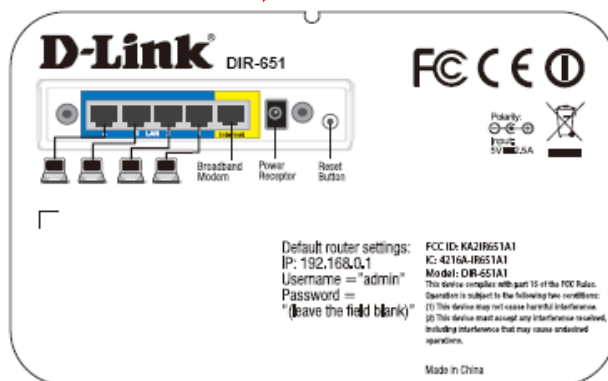 D-Link DIR-651
FC CE
LAN
Internet
Broadband
Modem
Power
Receptor
Reset
Button
Polarity:
Input:
5V 2.5A
Default router settings:
IP: 192.168.0.1
Username = "admin"
Password =
"(leave the field blank)"
FCC ID: KA2IR651A1
IC: 4216A-IR651A1
Model: DIR-651A1
This device complies with part 15 of the FCC Rules.
Operation is subject to the following two conditions:
(1) This device may not cause harmful interference.
(2) This device must accept any interference received,
including interference that may cause undesired
operations.
Made in China